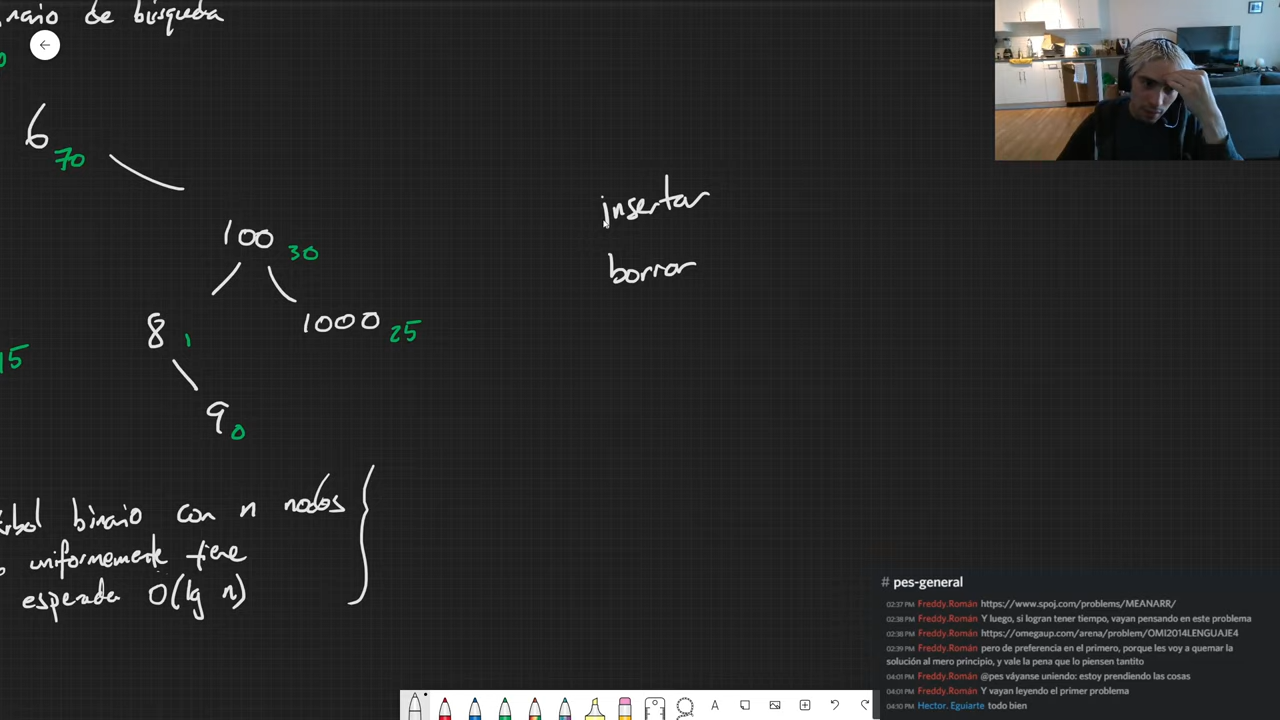 de búsqueda
6
70
100
30
8
1
1000
25
15
9
0
insertar
borrar
binario con n nodos
uniformemente tiene
esperada O(lg n)
# pes-general
02:37 PM Freddy.Román https://www.spoj.com/problems/MEANARR/
02:38 PM Freddy.Román Y luego, si logran tener tiempo, vayan pensando en este problema
02:38 PM Freddy.Román https://omegaup.com/arena/problem/OMI2014LENGUAJE4
02:39 PM Freddy.Román pero de preferencia en el primero, porque les voy a quemar la
solución al mero principio, y vale la pena que lo piensen tantito
04:01 PM Freddy.Román @pes váyanse uniendo: estoy prendiendo las cosas
04:01 PM Freddy.Román Y vayan leyendo el primer problema
04:10 PM Hector. Eguiarte todo bien